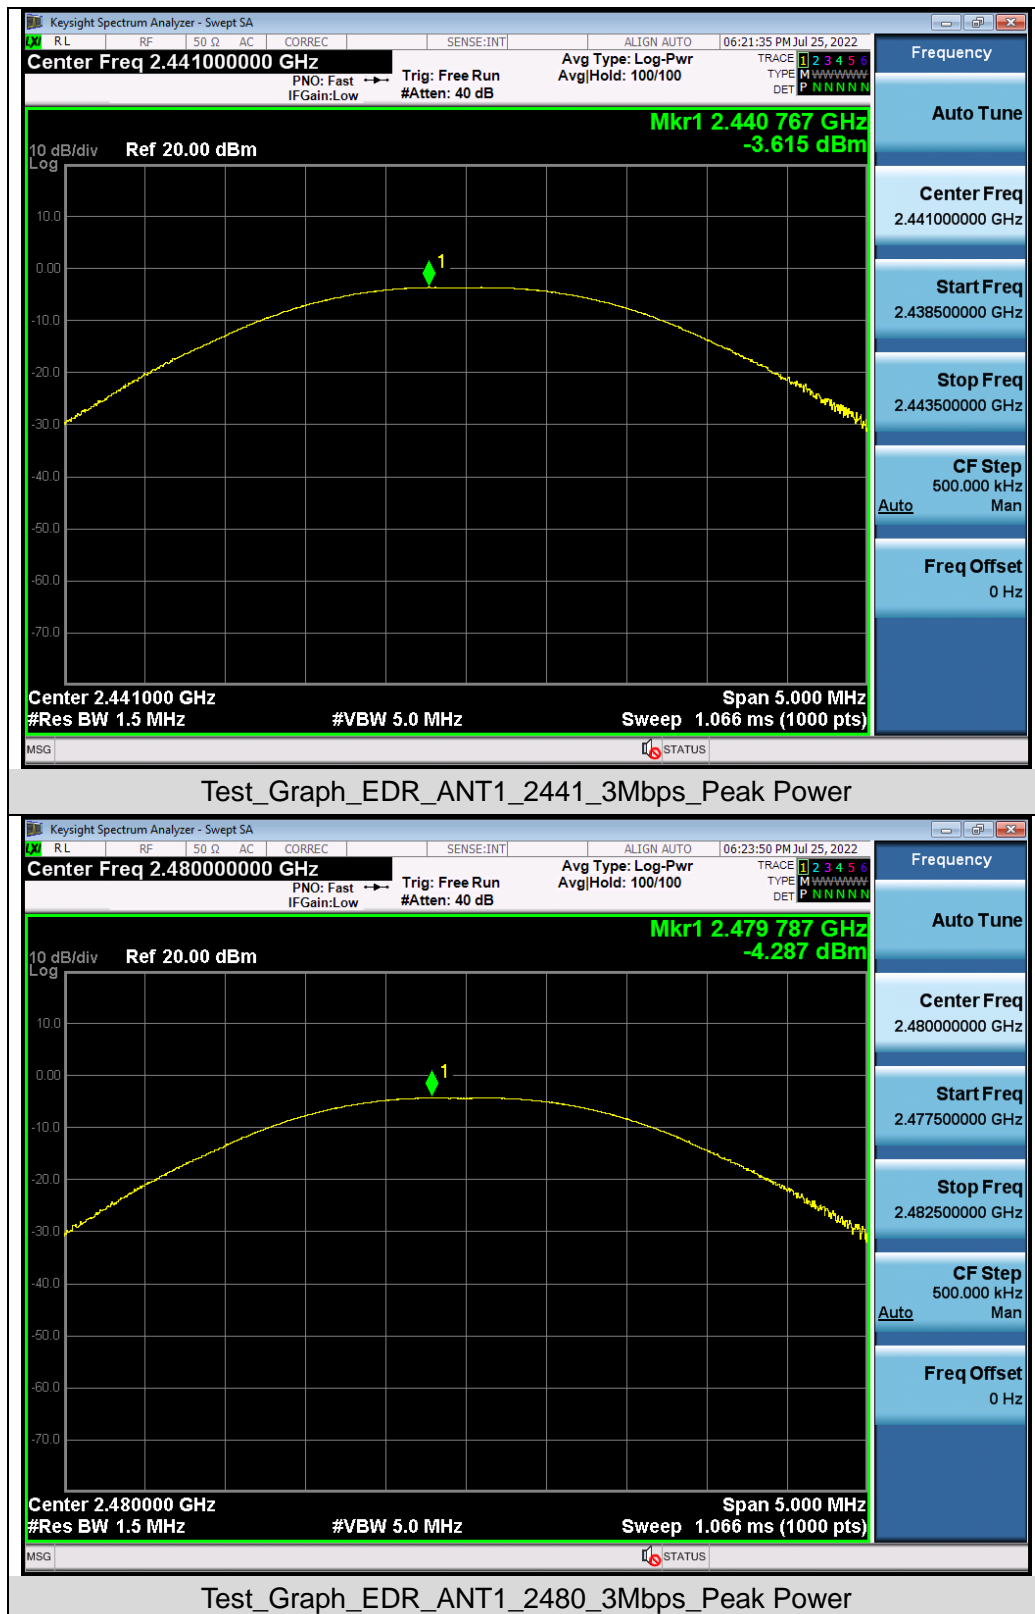 Keysight Spectrum Analyzer - Swept SA
LXI RL RF 50 Ω AC CORREC SENSE:INT ALIGN AUTO 06:21:35 PM Jul 25, 2022
Center Freq 2.441000000 GHz
PNO: Fast
IFGain:Low
Trig: Free Run
#Atten: 40 dB
Avg Type: Log-Pwr
Avg|Hold: 100/100
TRACE 1 2 3 4 5 6
TYPE M W W W W W
DET P N N N N N
Mkr1 2.440 767 GHz
-3.615 dBm
10 dB/div Ref 20.00 dBm
Log
10.0
0.00
-10.0
-20.0
-30.0
-40.0
-50.0
-60.0
-70.0
1
Center 2.441000 GHz Span 5.000 MHz
#Res BW 1.5 MHz #VBW 5.0 MHz Sweep 1.066 ms (1000 pts)
MSG STATUS
Frequency
Auto Tune
Center Freq
2.441000000 GHz
Start Freq
2.438500000 GHz
Stop Freq
2.443500000 GHz
CF Step
500.000 kHz
Auto Man
Freq Offset
0 Hz
Test_Graph_EDR_ANT1_2441_3Mbps_Peak Power
Keysight Spectrum Analyzer - Swept SA
LXI RL RF 50 Ω AC CORREC SENSE:INT ALIGN AUTO 06:23:50 PM Jul 25, 2022
Center Freq 2.480000000 GHz
PNO: Fast
IFGain:Low
Trig: Free Run
#Atten: 40 dB
Avg Type: Log-Pwr
Avg|Hold: 100/100
TRACE 1 2 3 4 5 6
TYPE M W W W W W
DET P N N N N N
Mkr1 2.479 787 GHz
-4.287 dBm
10 dB/div Ref 20.00 dBm
Log
10.0
0.00
-10.0
-20.0
-30.0
-40.0
-50.0
-60.0
-70.0
1
Center 2.480000 GHz Span 5.000 MHz
#Res BW 1.5 MHz #VBW 5.0 MHz Sweep 1.066 ms (1000 pts)
MSG STATUS
Frequency
Auto Tune
Center Freq
2.480000000 GHz
Start Freq
2.477500000 GHz
Stop Freq
2.482500000 GHz
CF Step
500.000 kHz
Auto Man
Freq Offset
0 Hz
Test_Graph_EDR_ANT1_2480_3Mbps_Peak Power